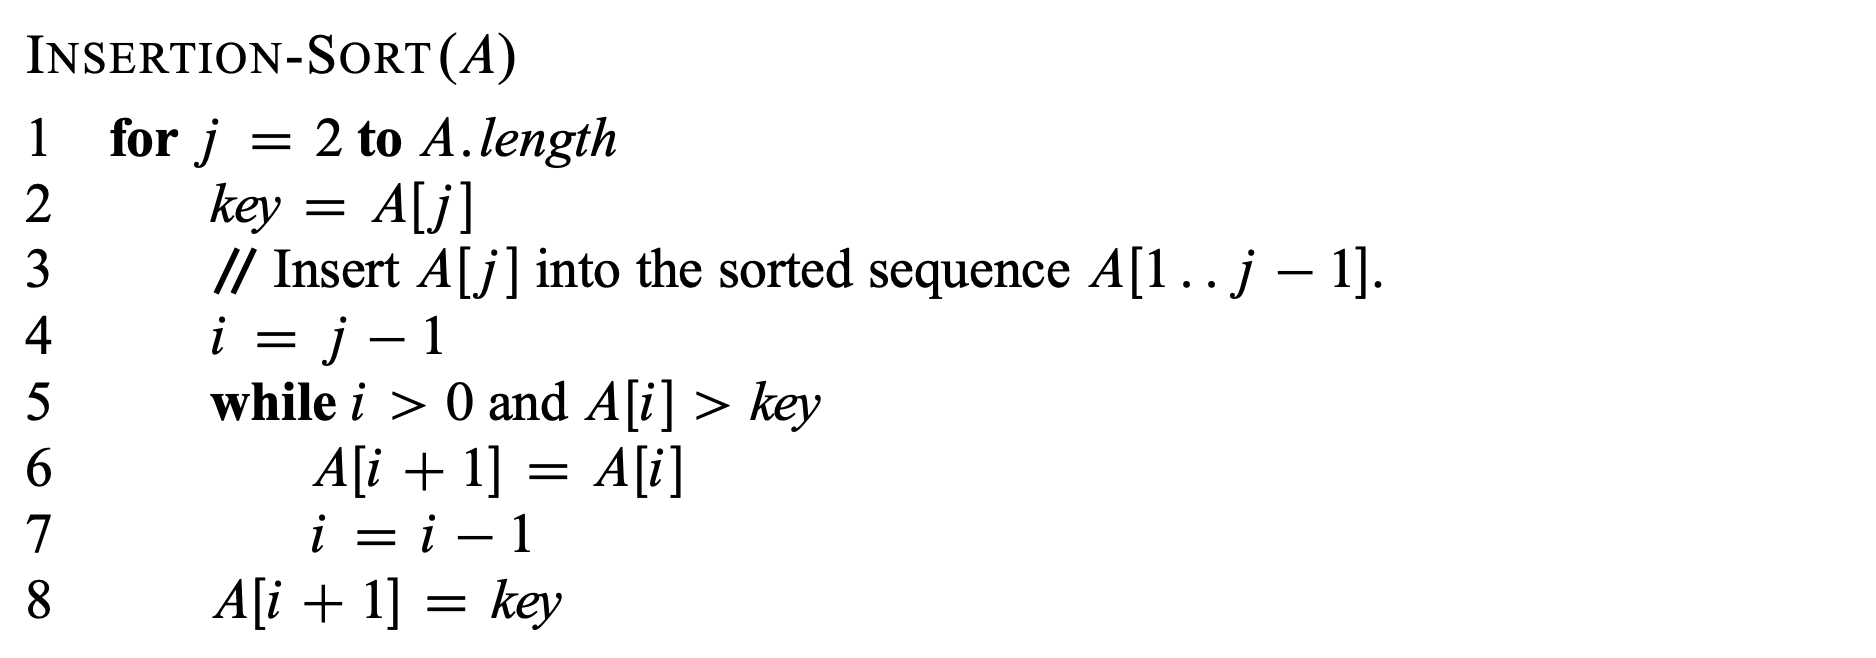 INSERTION-SORT(A)
1 for j = 2 to A.length
2 key = A[j]
3 // Insert A[j] into the sorted sequence A[1 . . j − 1].
4 i = j − 1
5 while i > 0 and A[i] > key
6 A[i + 1] = A[i]
7 i = i − 1
8 A[i + 1] = key